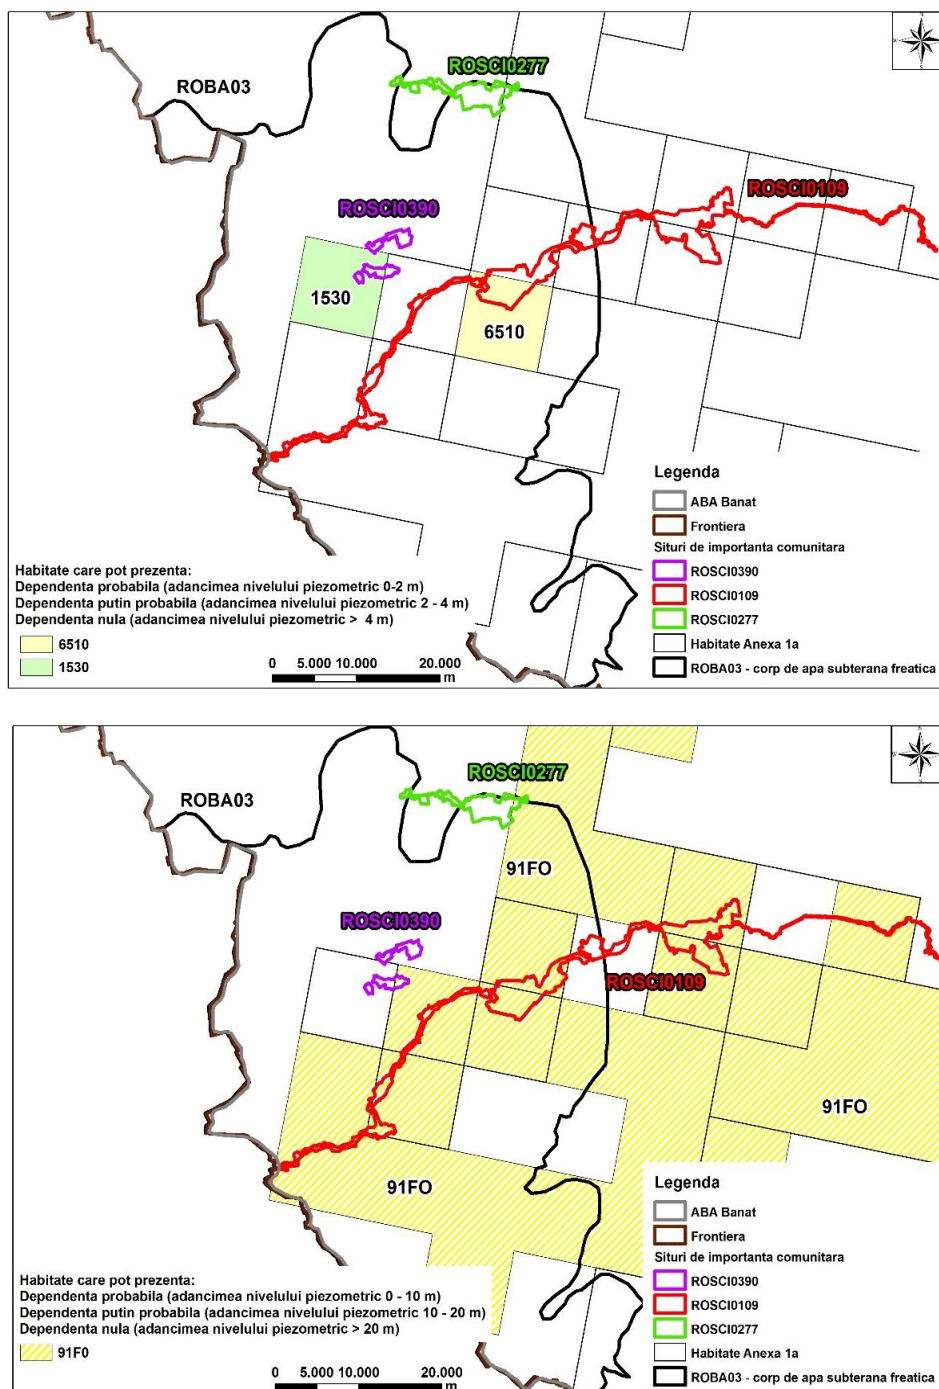 ROSCI0277
ROBA03
ROSCI0109
ROSCI0390
1530
6510
Legenda
ABA Banat
Frontiera
Situri de importanta comunitara
ROSCI0390
ROSCI0109
ROSCI0277
Habitate Anexa 1a
ROBA03 - corp de apa subterana freatica
Habitate care pot prezenta:
Dependenta probabila (adancimea nivelului piezometric 0-2 m)
Dependenta putin probabila (adancimea nivelului piezometric 2 - 4 m)
Dependenta nula (adancimea nivelului piezometric > 4 m)
6510
1530
0 5.000 10.000 20.000
m
ROSCI0277
ROBA03
91FO
ROSCI0390
ROSCI0109
91FO
91FO
Legenda
ABA Banat
Frontiera
Situri de importanta comunitara
ROSCI0390
ROSCI0109
ROSCI0277
Habitate Anexa 1a
ROBA03 - corp de apa subterana freatica
Habitate care pot prezenta:
Dependenta probabila (adancimea nivelului piezometric 0 - 10 m)
Dependenta putin probabila (adancimea nivelului piezometric 10 - 20 m)
Dependenta nula (adancimea nivelului piezometric > 20 m)
91F0
0 5.000 10.000 20.000
m